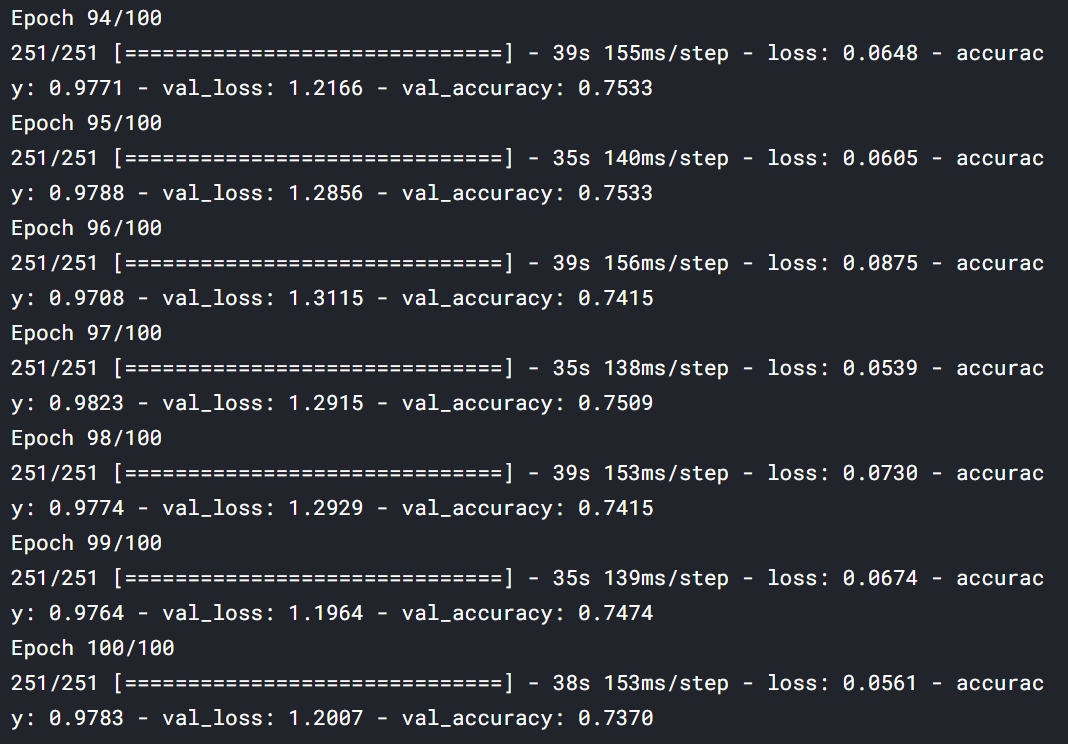 Epoch 94/100
251/251 [==============================] - 39s 155ms/step - loss: 0.0648 - accurac
y: 0.9771 - val_loss: 1.2166 - val_accuracy: 0.7533
Epoch 95/100
251/251 [==============================] - 35s 140ms/step - loss: 0.0605 - accurac
y: 0.9788 - val_loss: 1.2856 - val_accuracy: 0.7533
Epoch 96/100
251/251 [==============================] - 39s 156ms/step - loss: 0.0875 - accurac
y: 0.9708 - val_loss: 1.3115 - val_accuracy: 0.7415
Epoch 97/100
251/251 [==============================] - 35s 138ms/step - loss: 0.0539 - accurac
y: 0.9823 - val_loss: 1.2915 - val_accuracy: 0.7509
Epoch 98/100
251/251 [==============================] - 39s 153ms/step - loss: 0.0730 - accurac
y: 0.9774 - val_loss: 1.2929 - val_accuracy: 0.7415
Epoch 99/100
251/251 [==============================] - 35s 139ms/step - loss: 0.0674 - accurac
y: 0.9764 - val_loss: 1.1964 - val_accuracy: 0.7474
Epoch 100/100
251/251 [==============================] - 38s 153ms/step - loss: 0.0561 - accurac
y: 0.9783 - val_loss: 1.2007 - val_accuracy: 0.7370